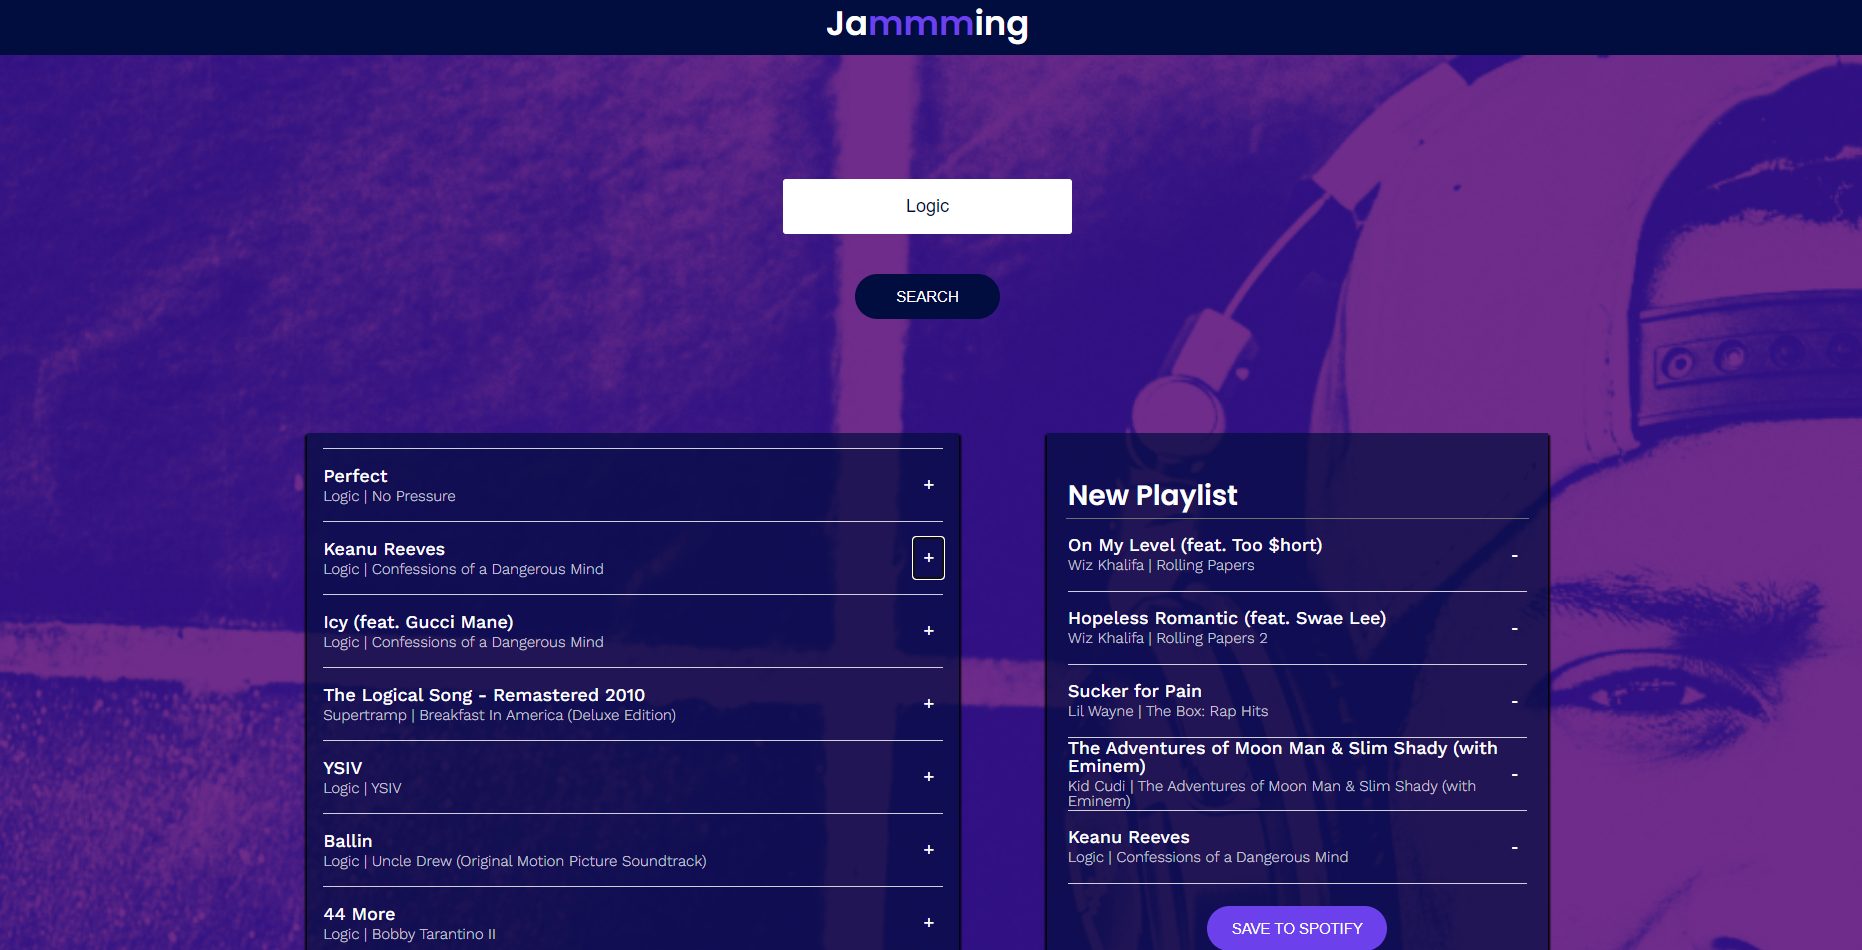 Jammming
Logic
SEARCH
Perfect
Logic | No Pressure
+
Keanu Reeves
Logic | Confessions of a Dangerous Mind
+
Icy (feat. Gucci Mane)
Logic | Confessions of a Dangerous Mind
+
The Logical Song - Remastered 2010
Supertramp | Breakfast In America (Deluxe Edition)
+
YSIV
Logic | YSIV
+
Ballin
Logic | Uncle Drew (Original Motion Picture Soundtrack)
+
44 More
Logic | Bobby Tarantino II
+
New Playlist
On My Level (feat. Too $hort)
Wiz Khalifa | Rolling Papers
-
Hopeless Romantic (feat. Swae Lee)
Wiz Khalifa | Rolling Papers 2
-
Sucker for Pain
Lil Wayne | The Box: Rap Hits
-
The Adventures of Moon Man & Slim Shady (with
Eminem)
Kid Cudi | The Adventures of Moon Man & Slim Shady (with
Eminem)
-
Keanu Reeves
Logic | Confessions of a Dangerous Mind
-
SAVE TO SPOTIFY